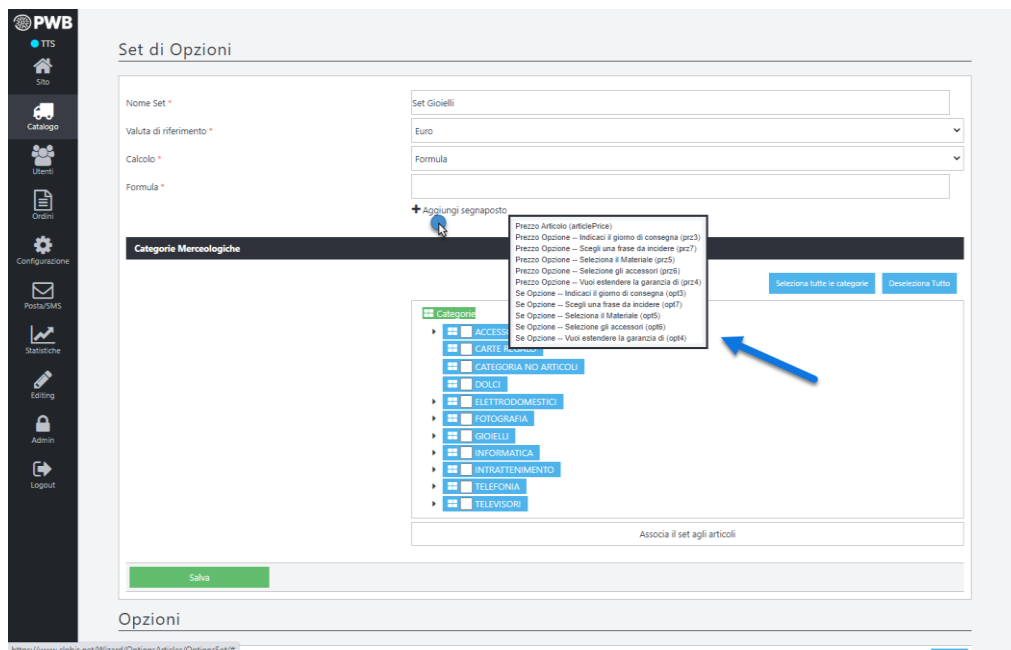 PWB
TTS
Sito
Catalogo
Utenti
Ordini
Configurazione
Posta/SMS
Statistiche
Editing
Admin
Logout
Set di Opzioni
Nome Set *
Set Gioielli
Valuta di riferimento *
Euro
Calcolo *
Formula
Formula *
Aggiungi segnaposto
Prezzo Articolo (articlePrice)
Prezzo Opzione -- Indicaci il giorno di consegna (prz3)
Prezzo Opzione -- Scegli una frase da incidere (prz7)
Prezzo Opzione -- Seleziona il Materiale (prz5)
Prezzo Opzione -- Selezione gli accessori (prz6)
Prezzo Opzione -- Vuoi estendere la garanzia di (prz4)
Se Opzione -- Indicaci il giorno di consegna (opt3)
Se Opzione -- Scegli una frase da incidere (opt7)
Se Opzione -- Seleziona il Materiale (opt5)
Se Opzione -- Selezione gli accessori (opt6)
Se Opzione -- Vuoi estendere la garanzia di (opt4)
Categorie Merceologiche
Seleziona tutte le categorie
Deseleziona Tutto
Categorie
CARTE
CATEGORIA NO ARTICOLI
DOLCI
ELETTRODOMESTICI
FOTOGRAFIA
GIOIELLI
INFORMATICA
INTRATTENIMENTO
TELEFONIA
TELEVISORI
Associa il set agli articoli
Salva
Opzioni